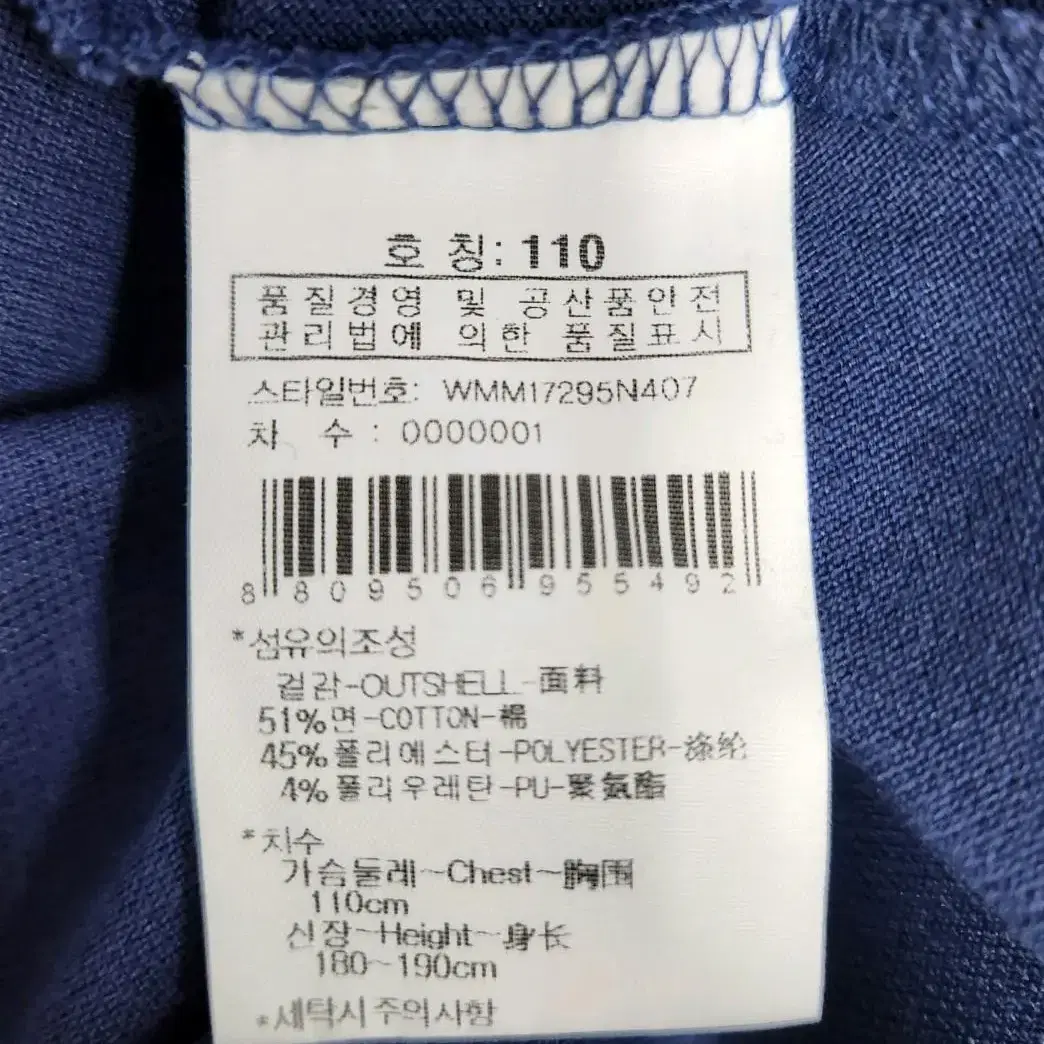 호 칭: 110
품질경영 및 공산품안전
관리법에 의한 품질표시
스타일번호: WMM17295N407
차 수 : 0000001
8 809506 955492
*섬유의조성
겉감-OUTSHELL-面料
51%면-COTTON-棉
45%폴리에스터-POLYESTER-涤纶
4%폴리우레탄-PU-聚氨酯
*치수
가슴둘레~Chest~胸围
110cm
신장~Height~身长
180~190cm
*세탁시주의사항